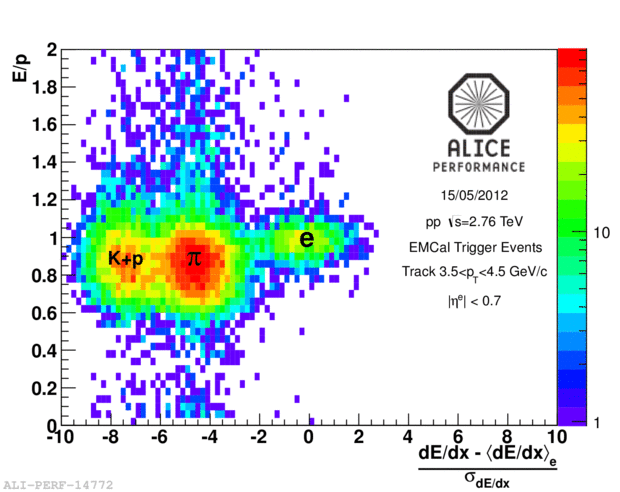 E/p
2
1.8
1.6
1.4
1.2
1
0.8
0.6
0.4
0.2
0
-10 -8 -6 -4 -2 0 2 4 6 8 10
K+p
π
e
ALICE
PERFORMANCE
15/05/2012
pp √s=2.76 TeV
EMCal Trigger Events
Track 3.5<p_T<4.5 GeV/c
|η^e| < 0.7
10
1
dE/dx - ⟨dE/dx⟩_e
σ_dE/dx
ALI-PERF-14772